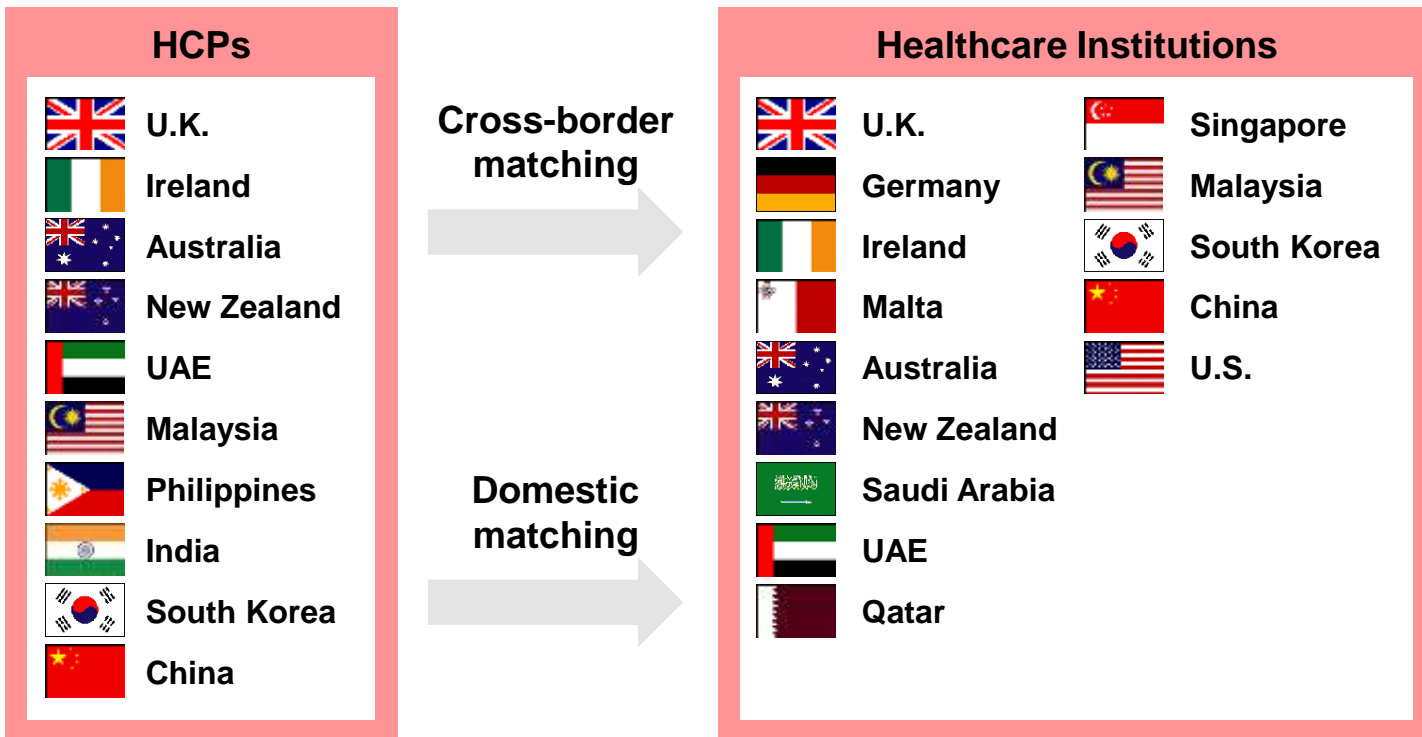 HCPs
U.K.
Ireland
Australia
New Zealand
UAE
Malaysia
Philippines
India
South Korea
China
Cross-border
matching
Domestic
matching
Healthcare Institutions
U.K.
Germany
Ireland
Malta
Australia
New Zealand
Saudi Arabia
UAE
Qatar
Singapore
Malaysia
South Korea
China
U.S.